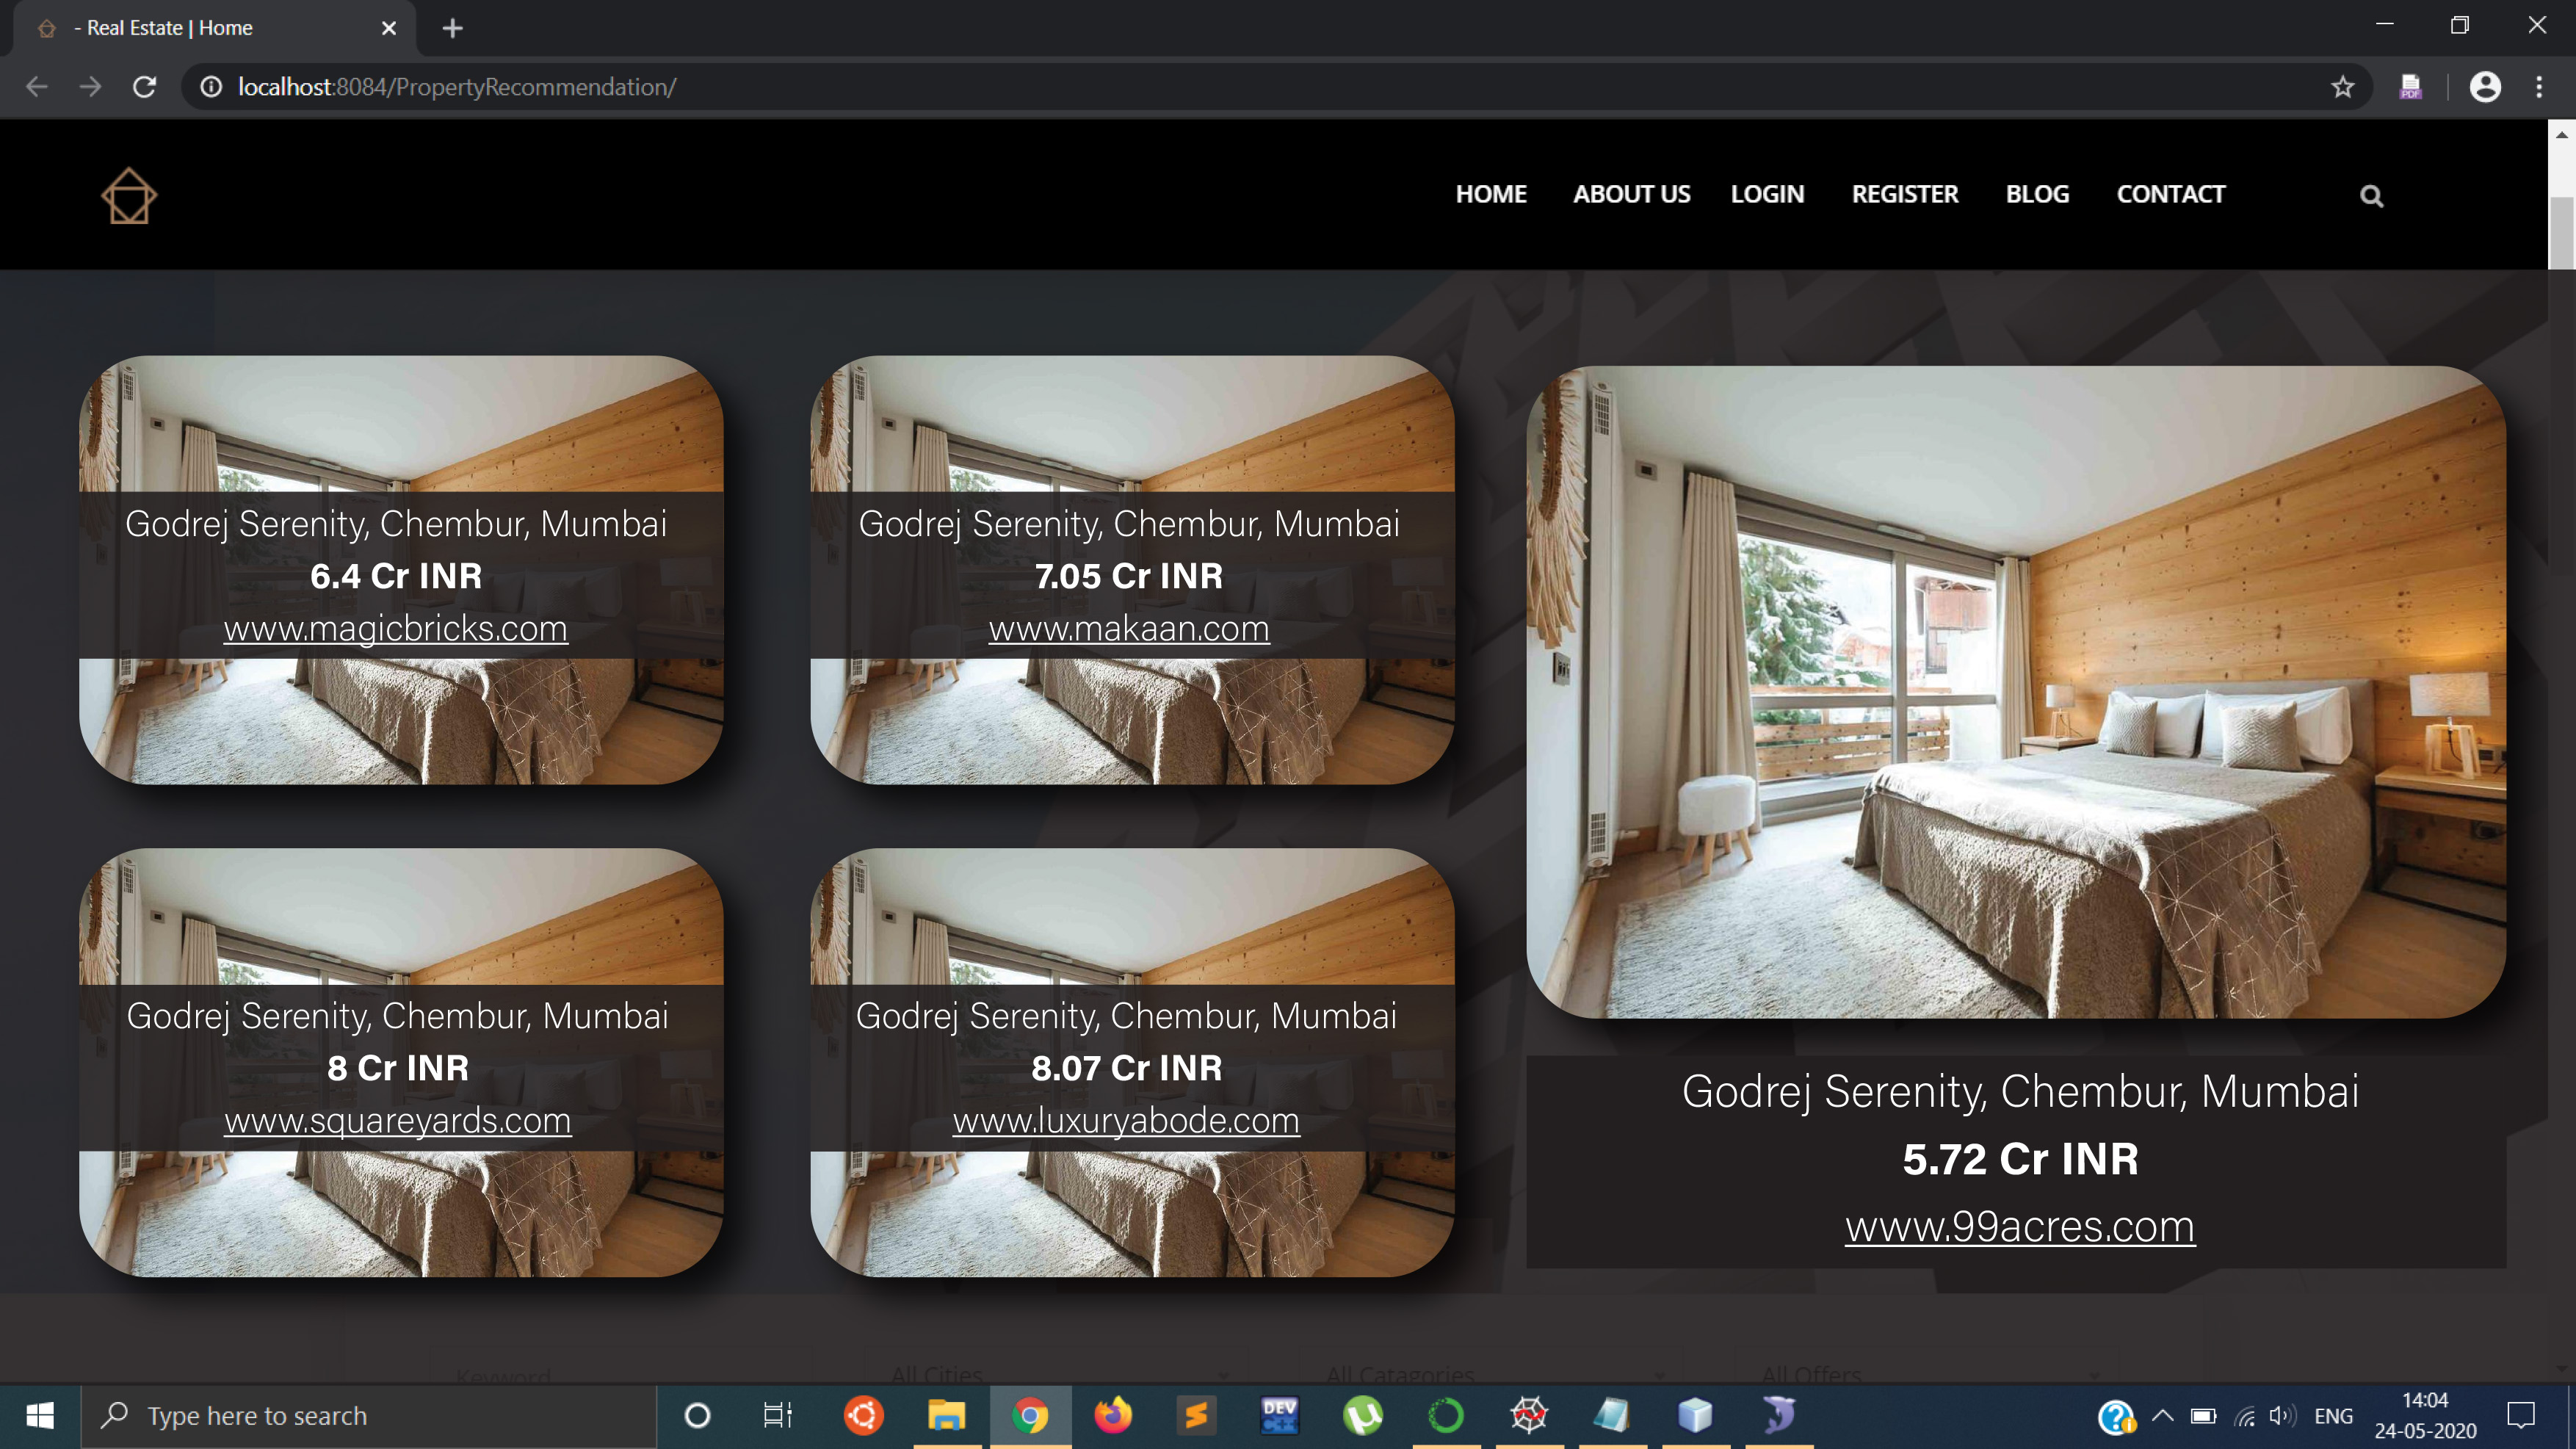 - Real Estate | Home
localhost:8084/PropertyRecommendation/
PDF
HOME ABOUT US LOGIN REGISTER BLOG CONTACT
Godrej Serenity, Chembur, Mumbai
6.4 Cr INR
www.magicbricks.com
Godrej Serenity, Chembur, Mumbai
7.05 Cr INR
www.makaan.com
Godrej Serenity, Chembur, Mumbai
8 Cr INR
www.squareyards.com
Godrej Serenity, Chembur, Mumbai
8.07 Cr INR
www.luxuryabode.com
Godrej Serenity, Chembur, Mumbai
5.72 Cr INR
www.99acres.com
Keyword All Cities All Catagories All Offers
Type here to search
DEV
ENG
14:04
24-05-2020